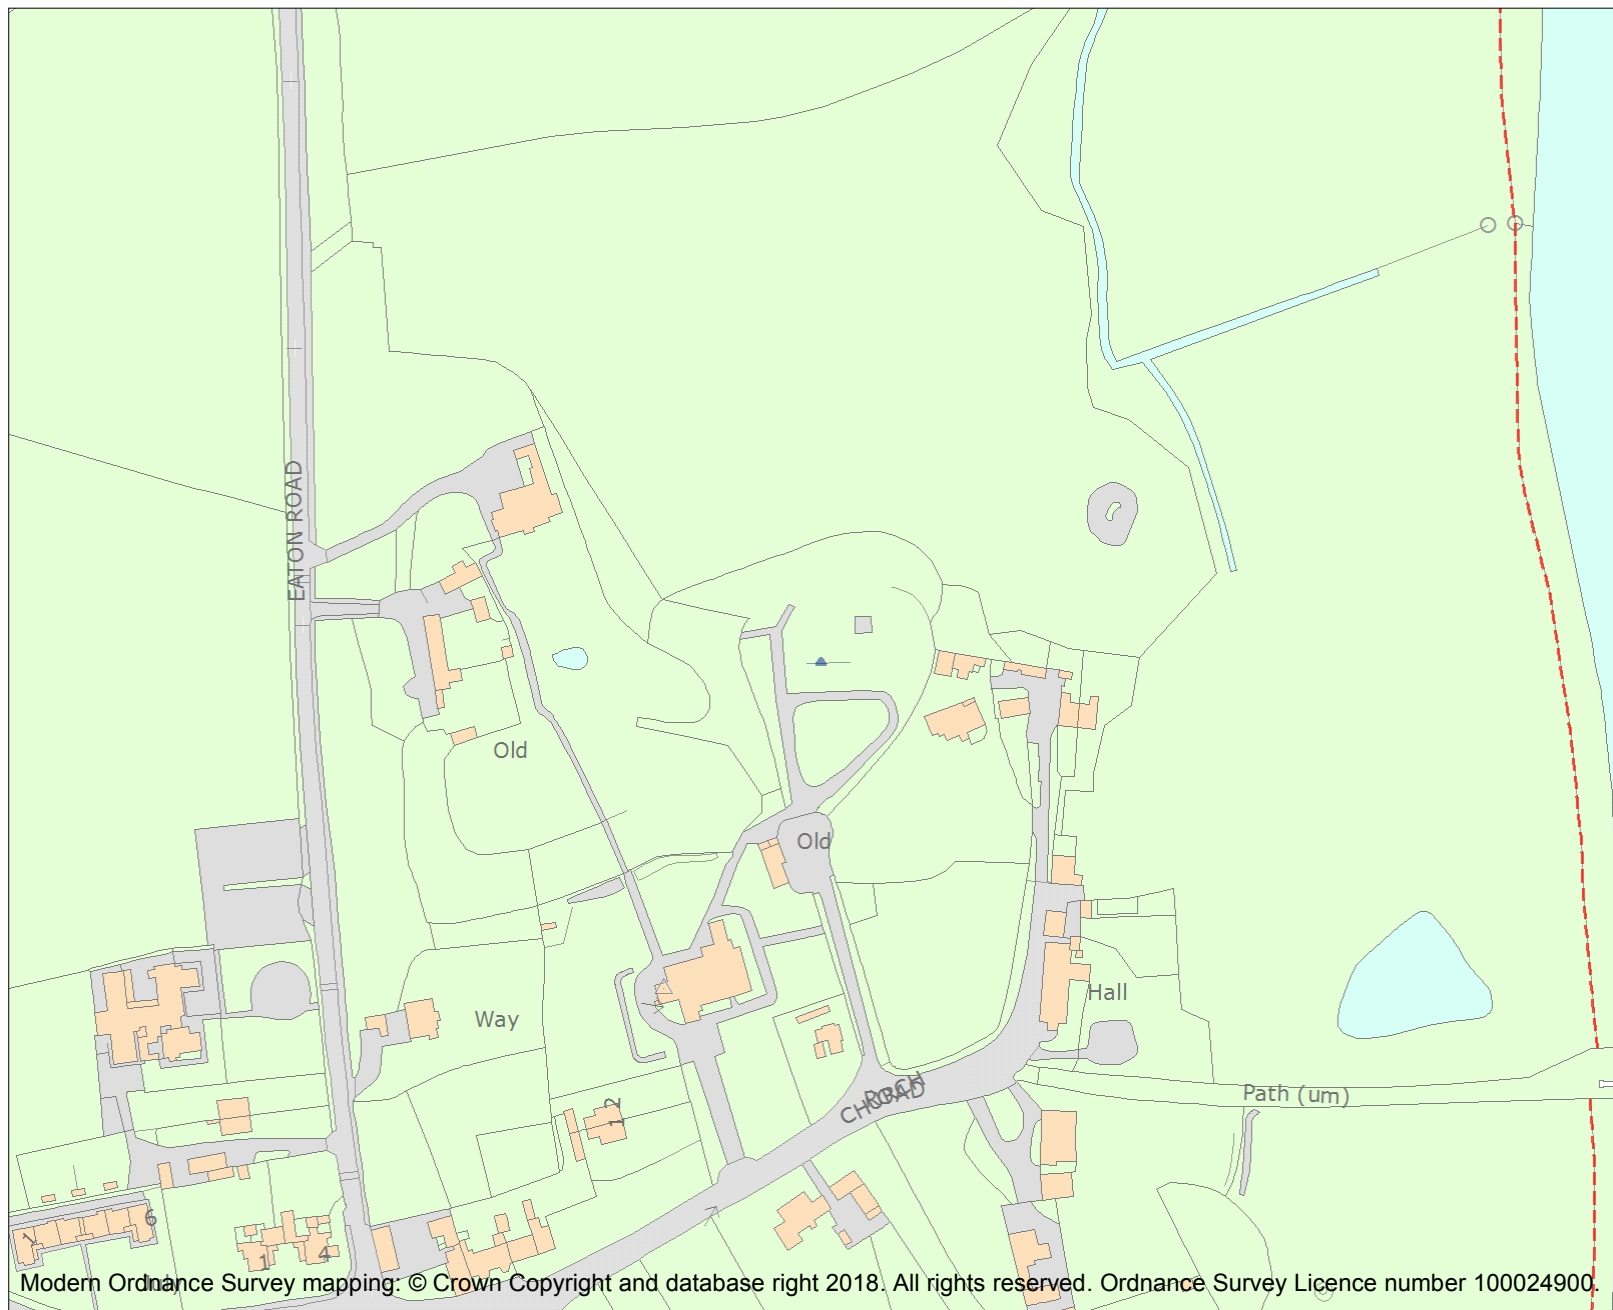 EATON ROAD
Old
Old
Hall
Way
CHURCH
ROAD
Path (um)
12
6
1
1
4
Modern Ordnance Survey mapping: © Crown Copyright and database right 2018. All rights reserved. Ordnance Survey Licence number 100024900.